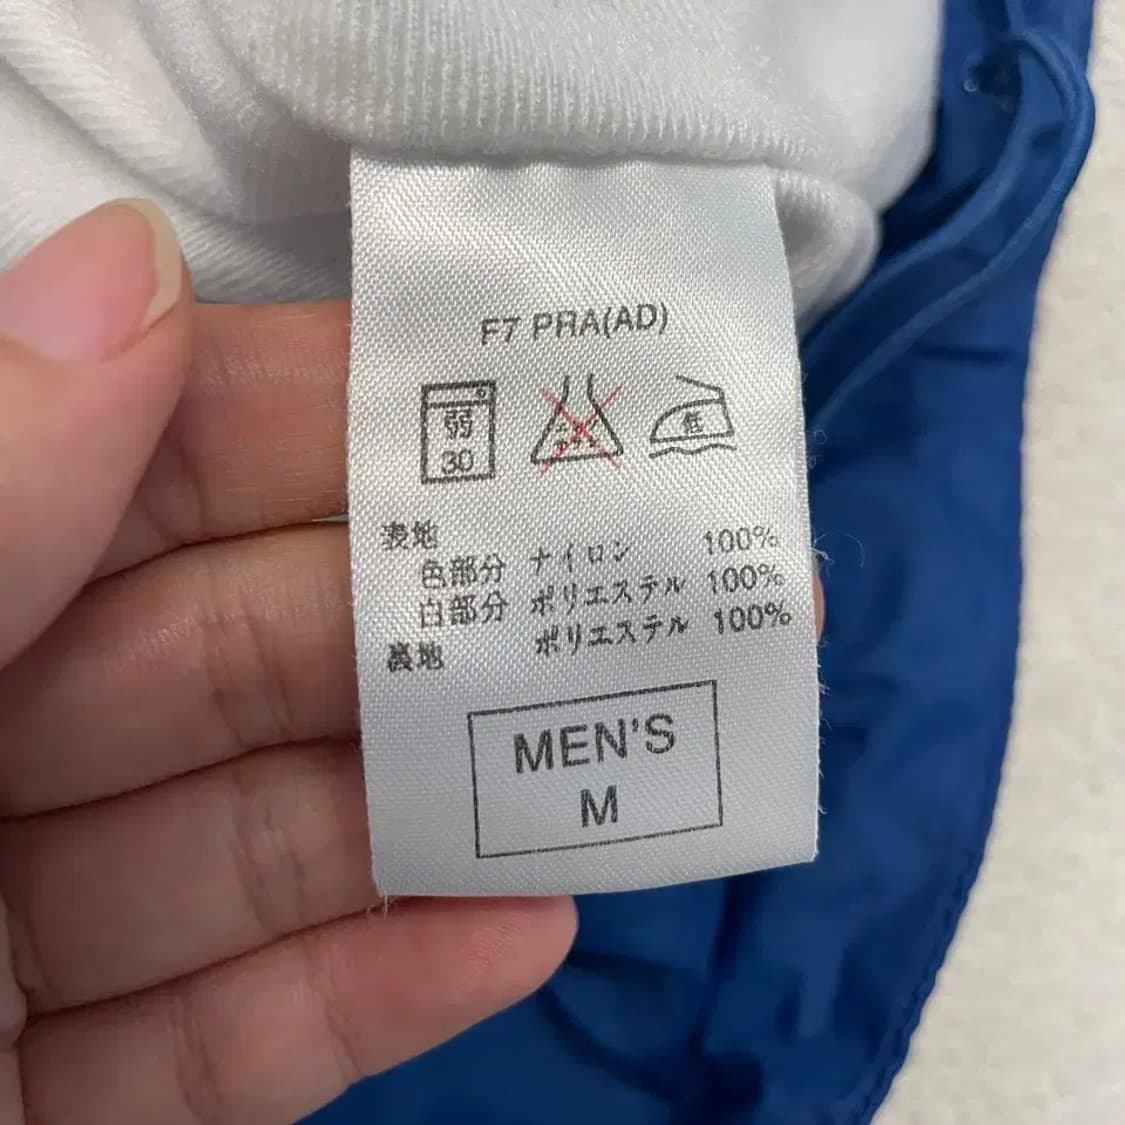 F7 PRA(AD)
弱 低
30
表地
色部分 ナイロン 100%
白部分 ポリエステル 100%
裏地 ポリエステル 100%
MEN'S
M